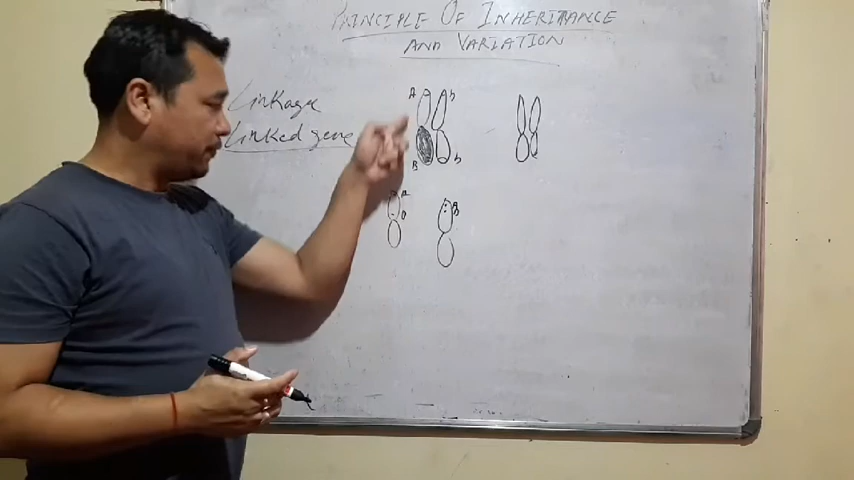 PRINCIPLE OF INHERITANCE
AND VARIATION
Linkage
Linked gene
A b
B b
a
B